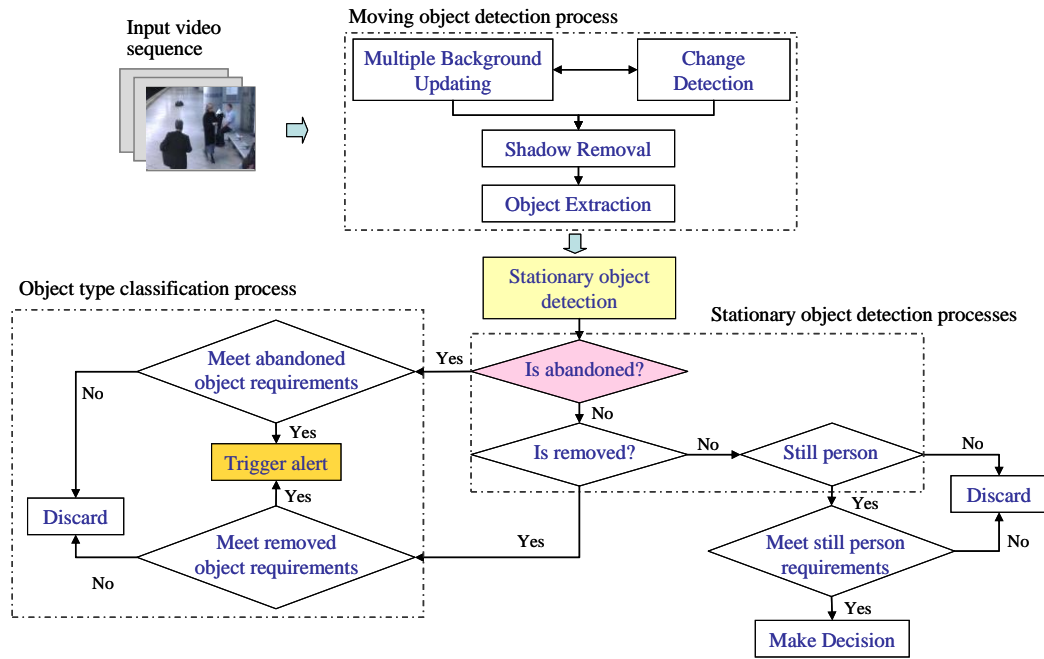 Moving object detection process
Input video
sequence
Multiple Background
Updating
Change
Detection
Shadow Removal
Object Extraction
Stationary object
detection
Object type classification process
Stationary object detection processes
Meet abandoned
object requirements
Yes
Is abandoned?
No
No
Yes
Trigger alert
Is removed?
No
Still person
No
Yes
Discard
Discard
Yes
Meet removed
object requirements
Yes
Meet still person
requirements
No
No
Yes
Make Decision